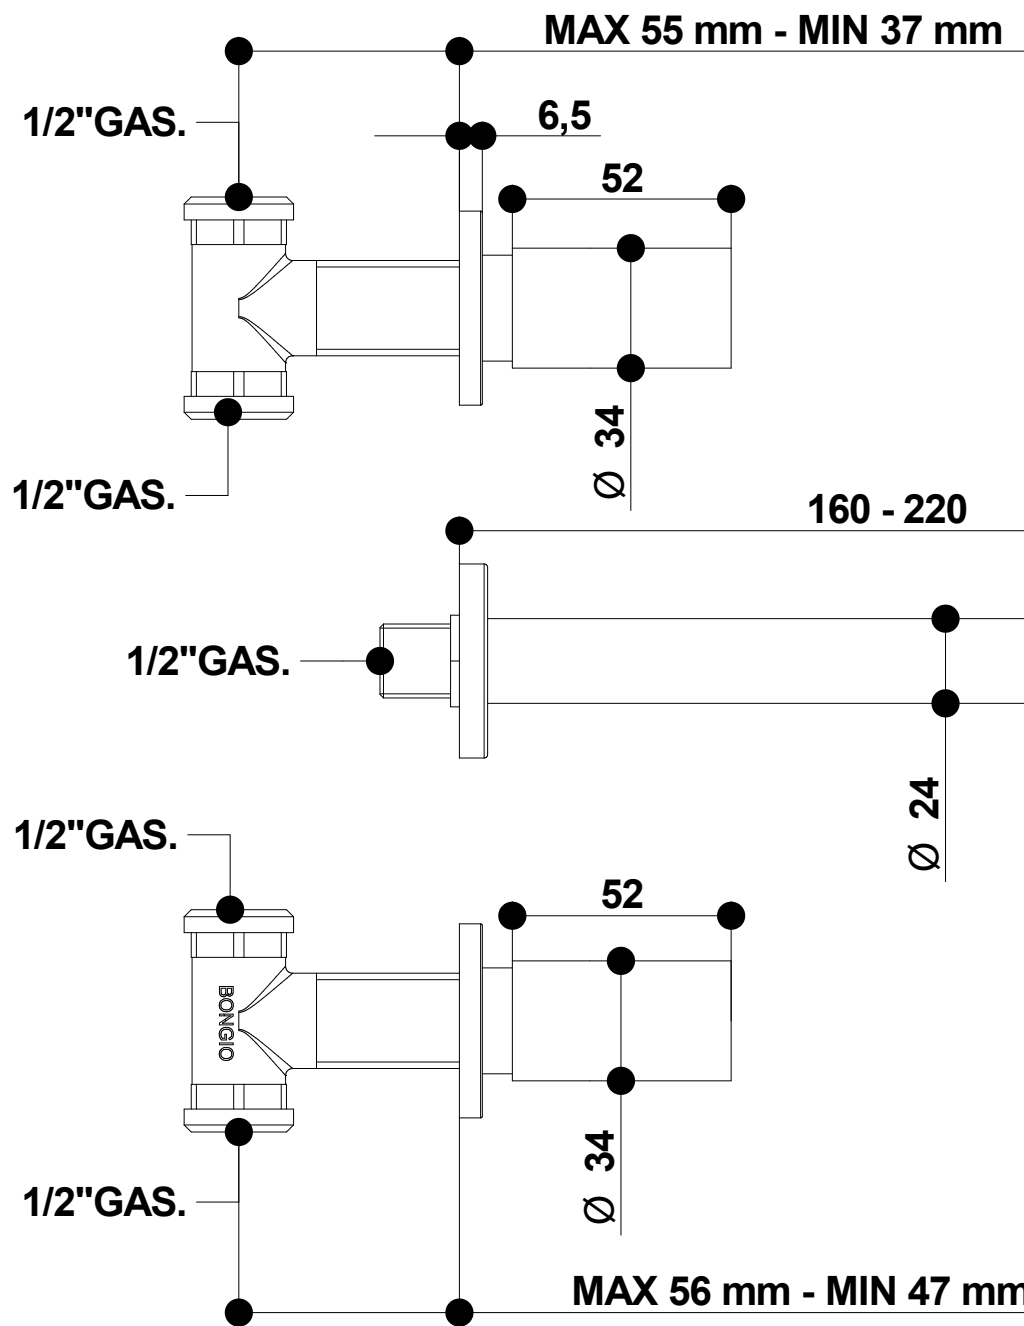 MAX 55 mm - MIN 37 mm
1/2"GAS.
6,5
52
Ø 34
1/2"GAS.
160 - 220
1/2"GAS.
Ø 24
1/2"GAS.
52
BONGIO
Ø 34
1/2"GAS.
MAX 56 mm - MIN 47 mm